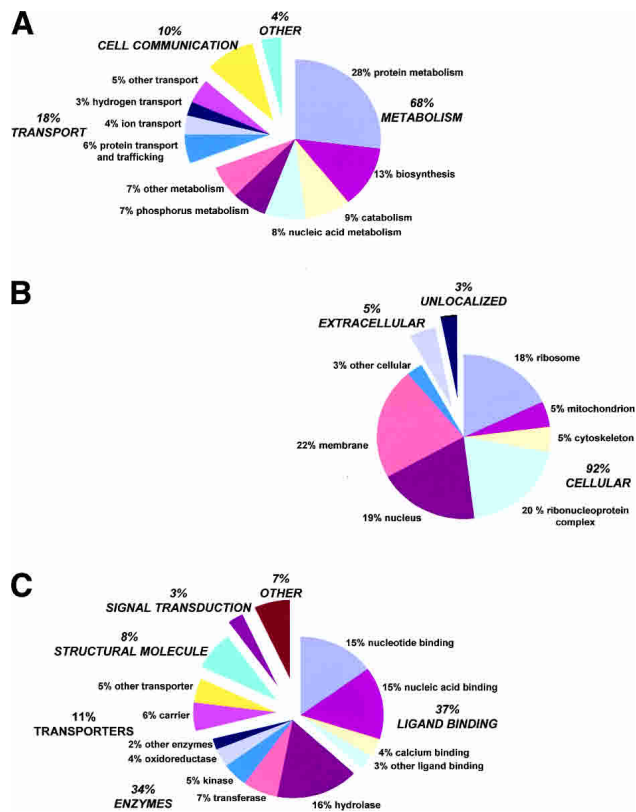 A
4%
OTHER
10%
CELL COMMUNICATION
5% other transport
3% hydrogen transport
18%
TRANSPORT
4% ion transport
6% protein transport
and trafficking
7% other metabolism
7% phosphorus metabolism
8% nucleic acid metabolism
9% catabolism
13% biosynthesis
68%
METABOLISM
28% protein metabolism
B
3%
UNLOCALIZED
5%
EXTRACELLULAR
3% other cellular
18% ribosome
5% mitochondrion
5% cytoskeleton
92%
CELLULAR
20 % ribonucleoprotein
complex
19% nucleus
22% membrane
C
7%
OTHER
3%
SIGNAL TRANSDUCTION
8%
STRUCTURAL MOLECULE
5% other transporter
11%
TRANSPORTERS
6% carrier
2% other enzymes
4% oxidoreductase
5% kinase
34%
ENZYMES
7% transferase
16% hydrolase
3% other ligand binding
4% calcium binding
37%
LIGAND BINDING
15% nucleic acid binding
15% nucleotide binding